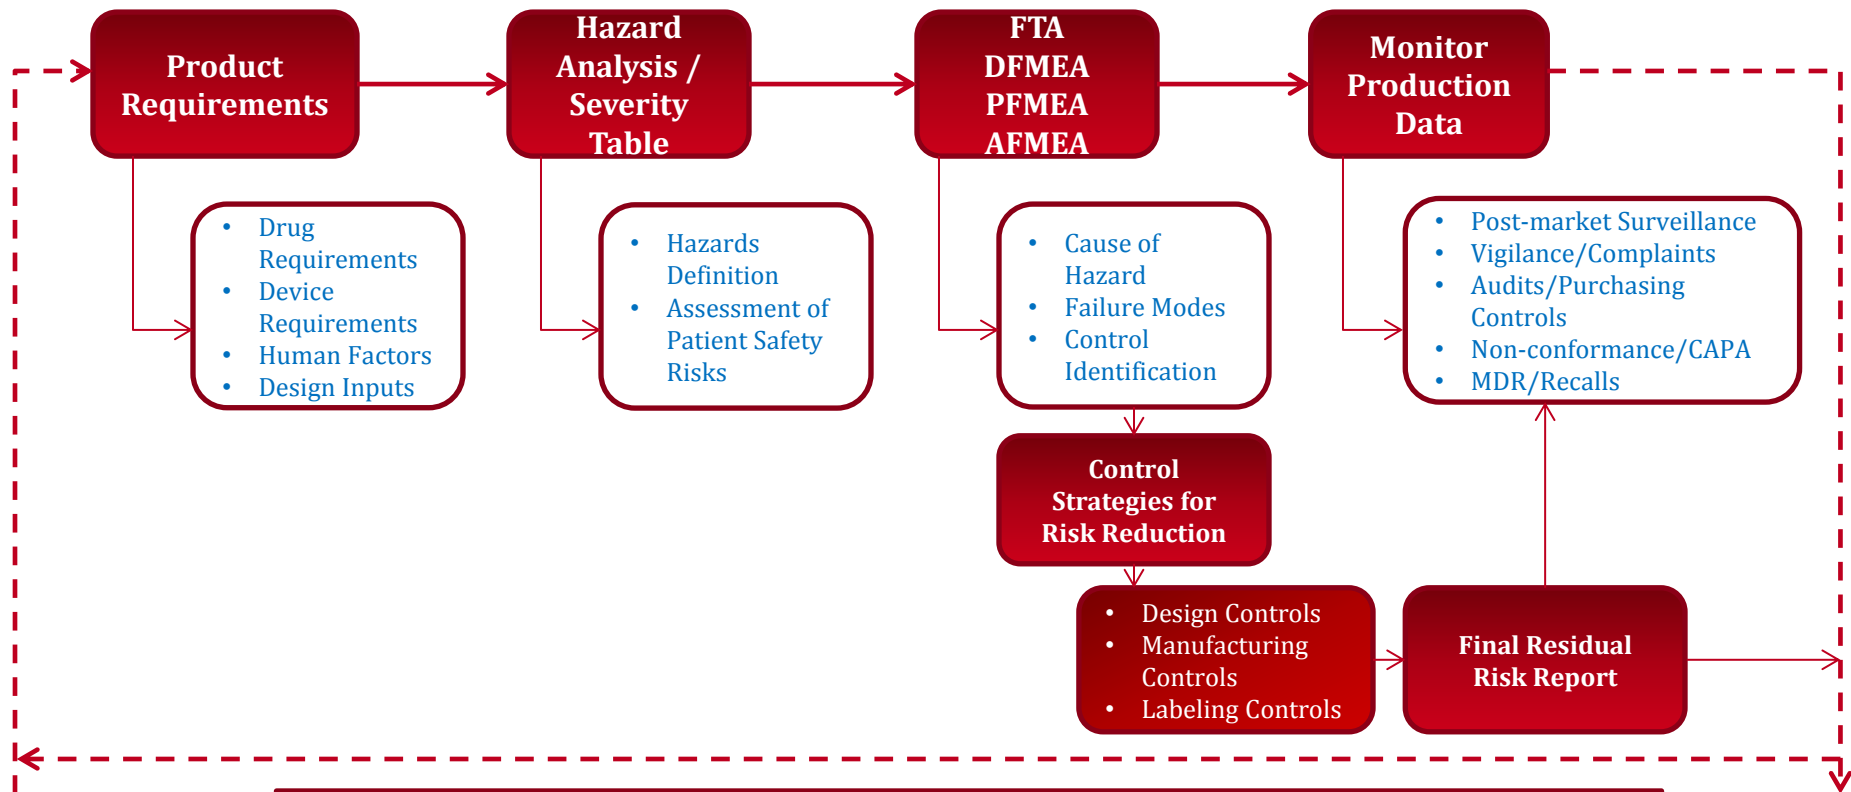 Product
Requirements
Hazard
Analysis /
Severity
Table
FTA
DFMEA
PFMEA
AFMEA
Monitor
Production
Data
• Drug
Requirements
• Device
Requirements
• Human Factors
• Design Inputs
• Hazards
Definition
• Assessment of
Patient Safety
Risks
• Cause of
Hazard
• Failure Modes
• Control
Identification
• Post-market Surveillance
• Vigilance/Complaints
• Audits/Purchasing
Controls
• Non-conformance/CAPA
• MDR/Recalls
Control
Strategies for
Risk Reduction
• Design Controls
• Manufacturing
Controls
• Labeling Controls
Final Residual
Risk Report